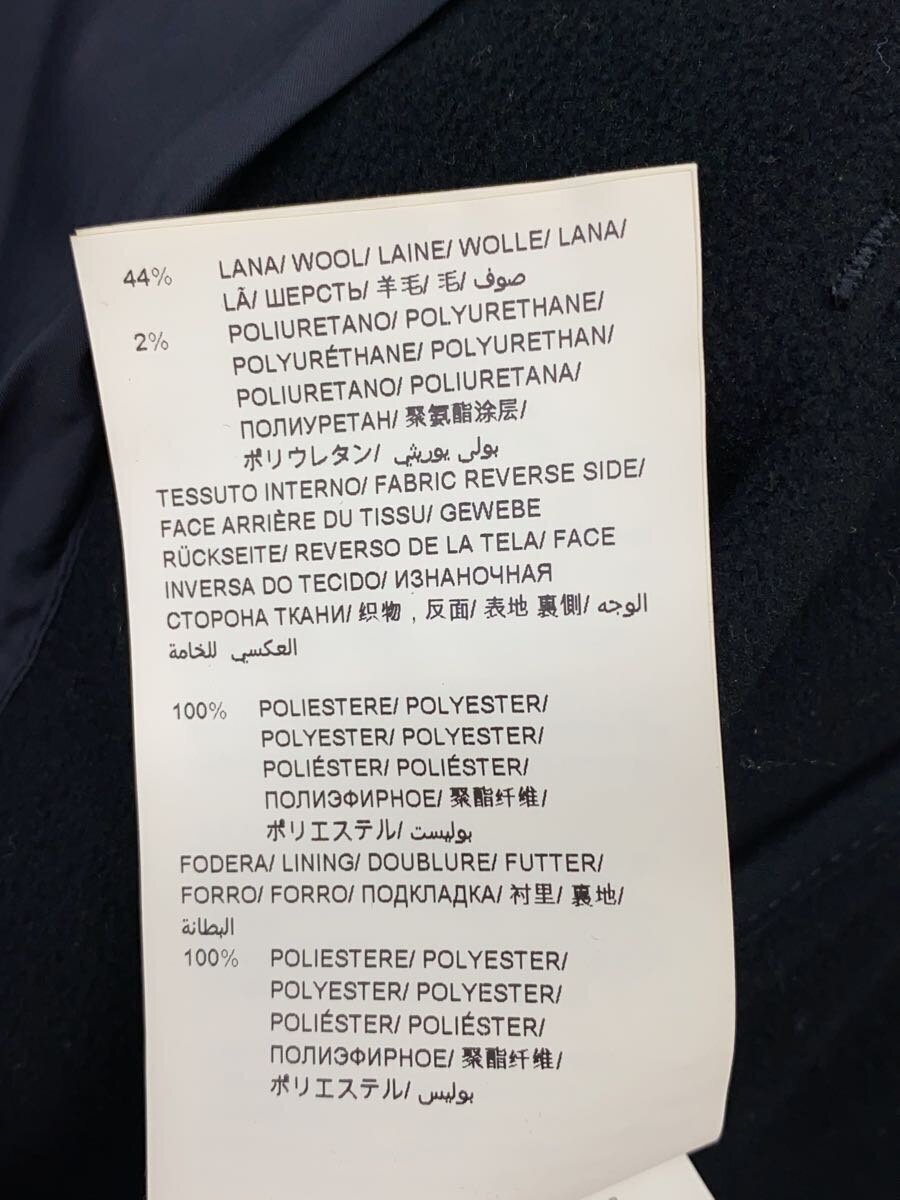 44% LANA/ WOOL/ LAINE/ WOLLE/ LANA/
LÃ/ ШЕРСТЬ/ 羊毛/ 毛/ صوف
2% POLIURETANO/ POLYURETHANE/
POLYURÉTHANE/ POLYURETHAN/
POLIURETANO/ POLIURETANA/
ПОЛИУРЕТАН/ 聚氨酯涂层/
ポリウレタン/ بولى يوريثي
TESSUTO INTERNO/ FABRIC REVERSE SIDE/
FACE ARRIÈRE DU TISSU/ GEWEBE
RÜCKSEITE/ REVERSO DE LA TELA/ FACE
INVERSA DO TECIDO/ ИЗНАНОЧНАЯ
СТОРОНА ТКАНИ/ 织物 , 反面/ 表地 裏側/ الوجه
العكسي للخامة
100% POLIESTERE/ POLYESTER/
POLYESTER/ POLYESTER/
POLIÉSTER/ POLIÉSTER/
ПОЛИЭФИРНОЕ/ 聚酯纤维/
ポリエステル/ بوليست
FODERA/ LINING/ DOUBLURE/ FUTTER/
FORRO/ FORRO/ ПОДКЛАДКА/ 衬里/ 裏地/
البطانة
100% POLIESTERE/ POLYESTER/
POLYESTER/ POLYESTER/
POLIÉSTER/ POLIÉSTER/
ПОЛИЭФИРНОЕ/ 聚酯纤维/
ポリエステル/ بوليس